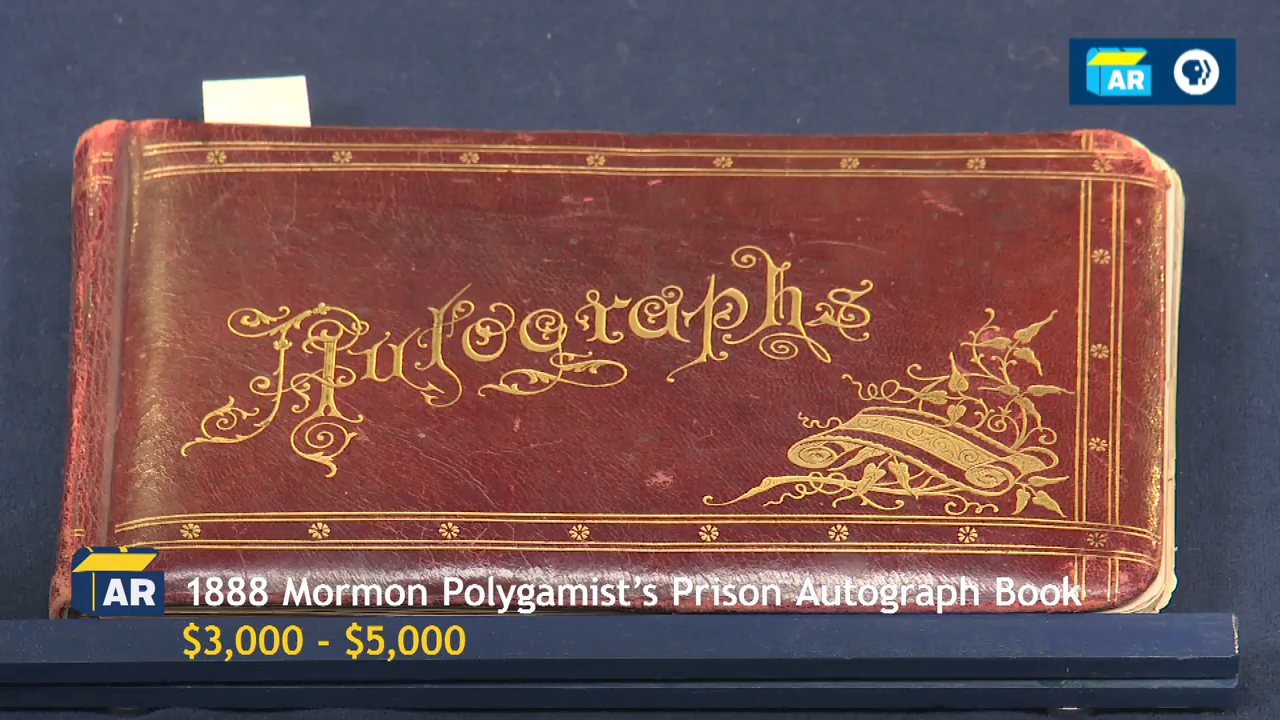 AR
Autographs
AR
1888 Mormon Polygamist's Prison Autograph Book
$3,000 - $5,000